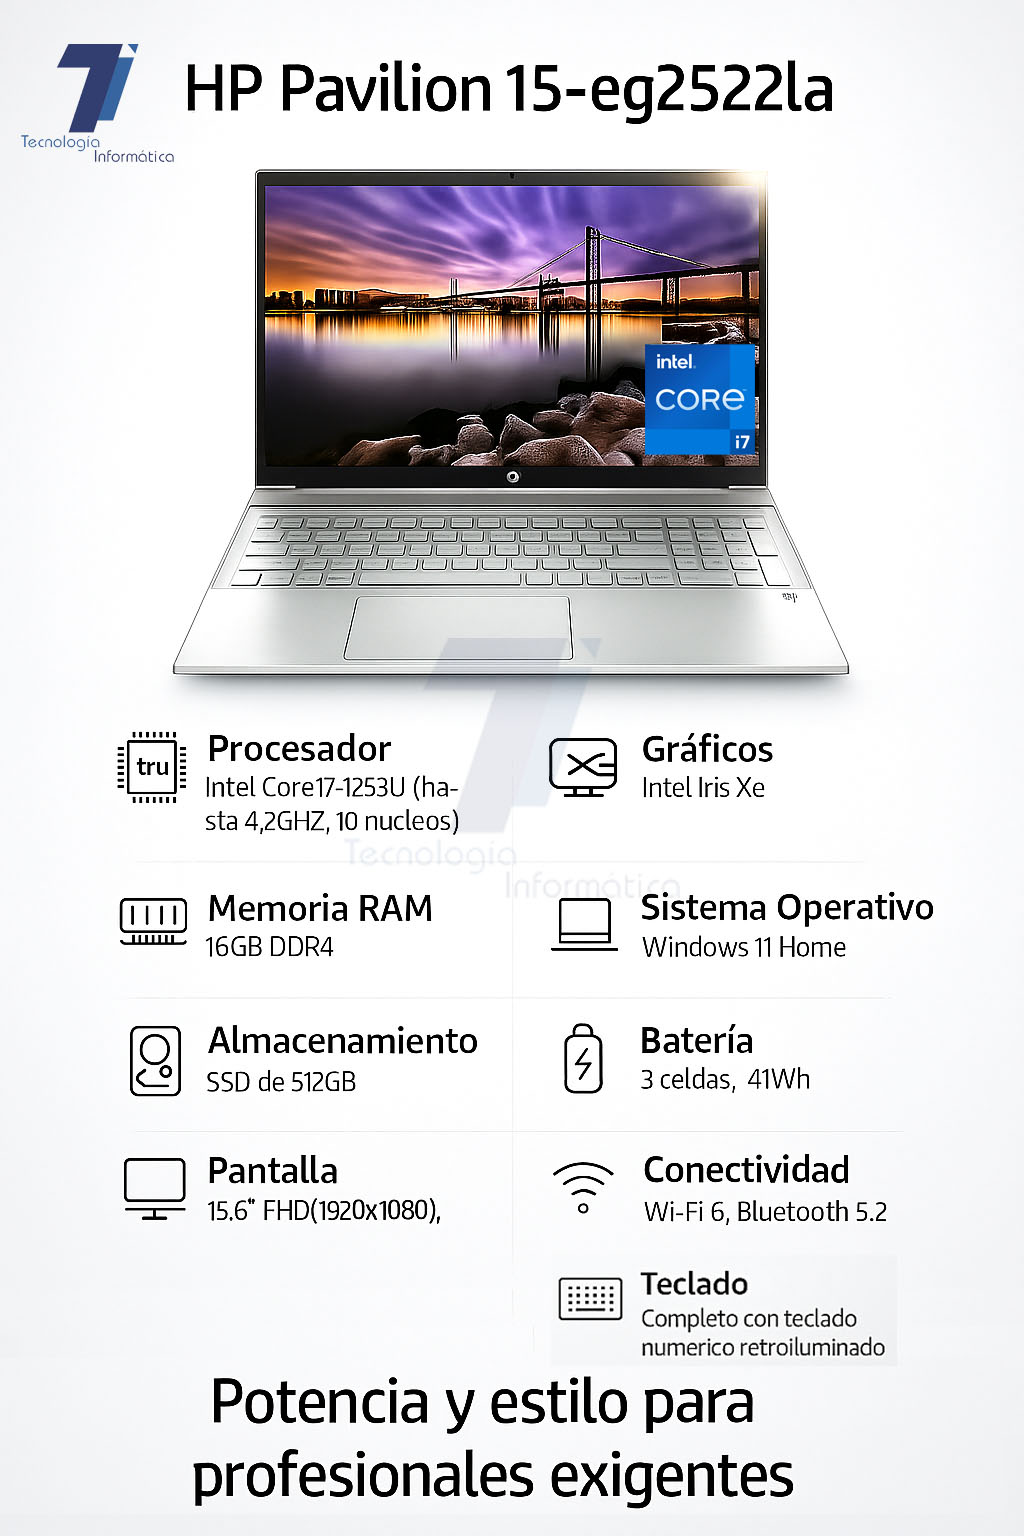 Tecnología
Informática
HP Pavilion 15-eg2522la
intel.
CORE
i7
hp
tru
Procesador
Intel Core17-1253U (ha-
sta 4,2GHZ, 10 nucleos)
Gráficos
Intel Iris Xe
Tecnología
Informática
Memoria RAM
16GB DDR4
Sistema Operativo
Windows 11 Home
Almacenamiento
SSD de 512GB
Batería
3 celdas, 41Wh
Pantalla
15.6" FHD(1920x1080),
Conectividad
Wi-Fi 6, Bluetooth 5.2
Teclado
Completo con teclado
numerico retroiluminado
Potencia y estilo para
profesionales exigentes